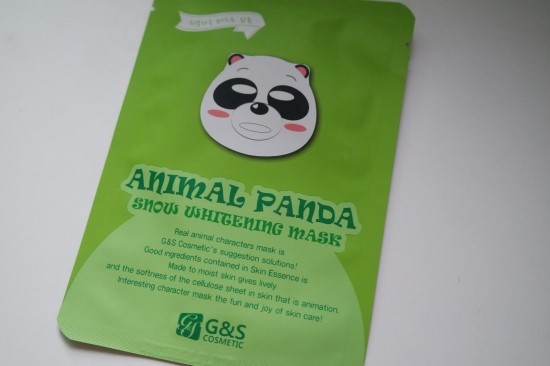 ANIMAL PANDA
SNOW WHITENING MASK
Real animal characters mask is
G&S Cosmetic's suggestion solutions!
Good ingredients contained in Skin Essence is
Made to moist skin gives lively
and the softness of the cellulose sheet in skin that is animation.
Interesting character mask the fun and joy of skin care!
G&S
COSMETIC